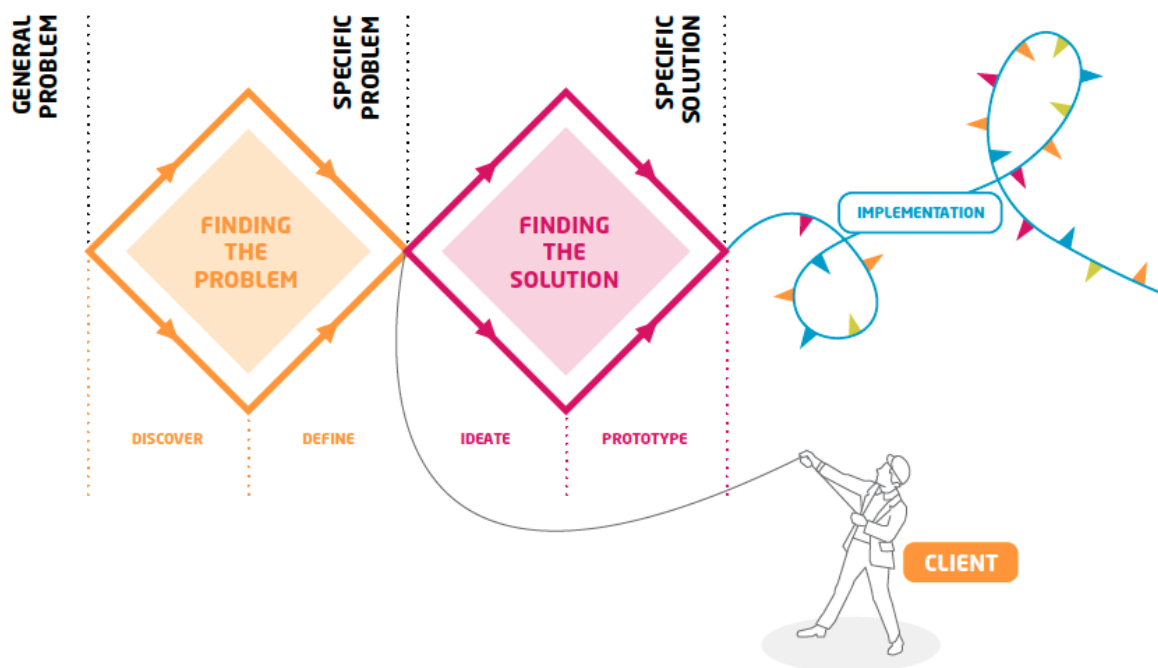 GENERAL
PROBLEM
SPECIFIC
PROBLEM
SPECIFIC
SOLUTION
FINDING
THE
PROBLEM
FINDING
THE
SOLUTION
IMPLEMENTATION
DISCOVER
DEFINE
IDEATE
PROTOTYPE
CLIENT